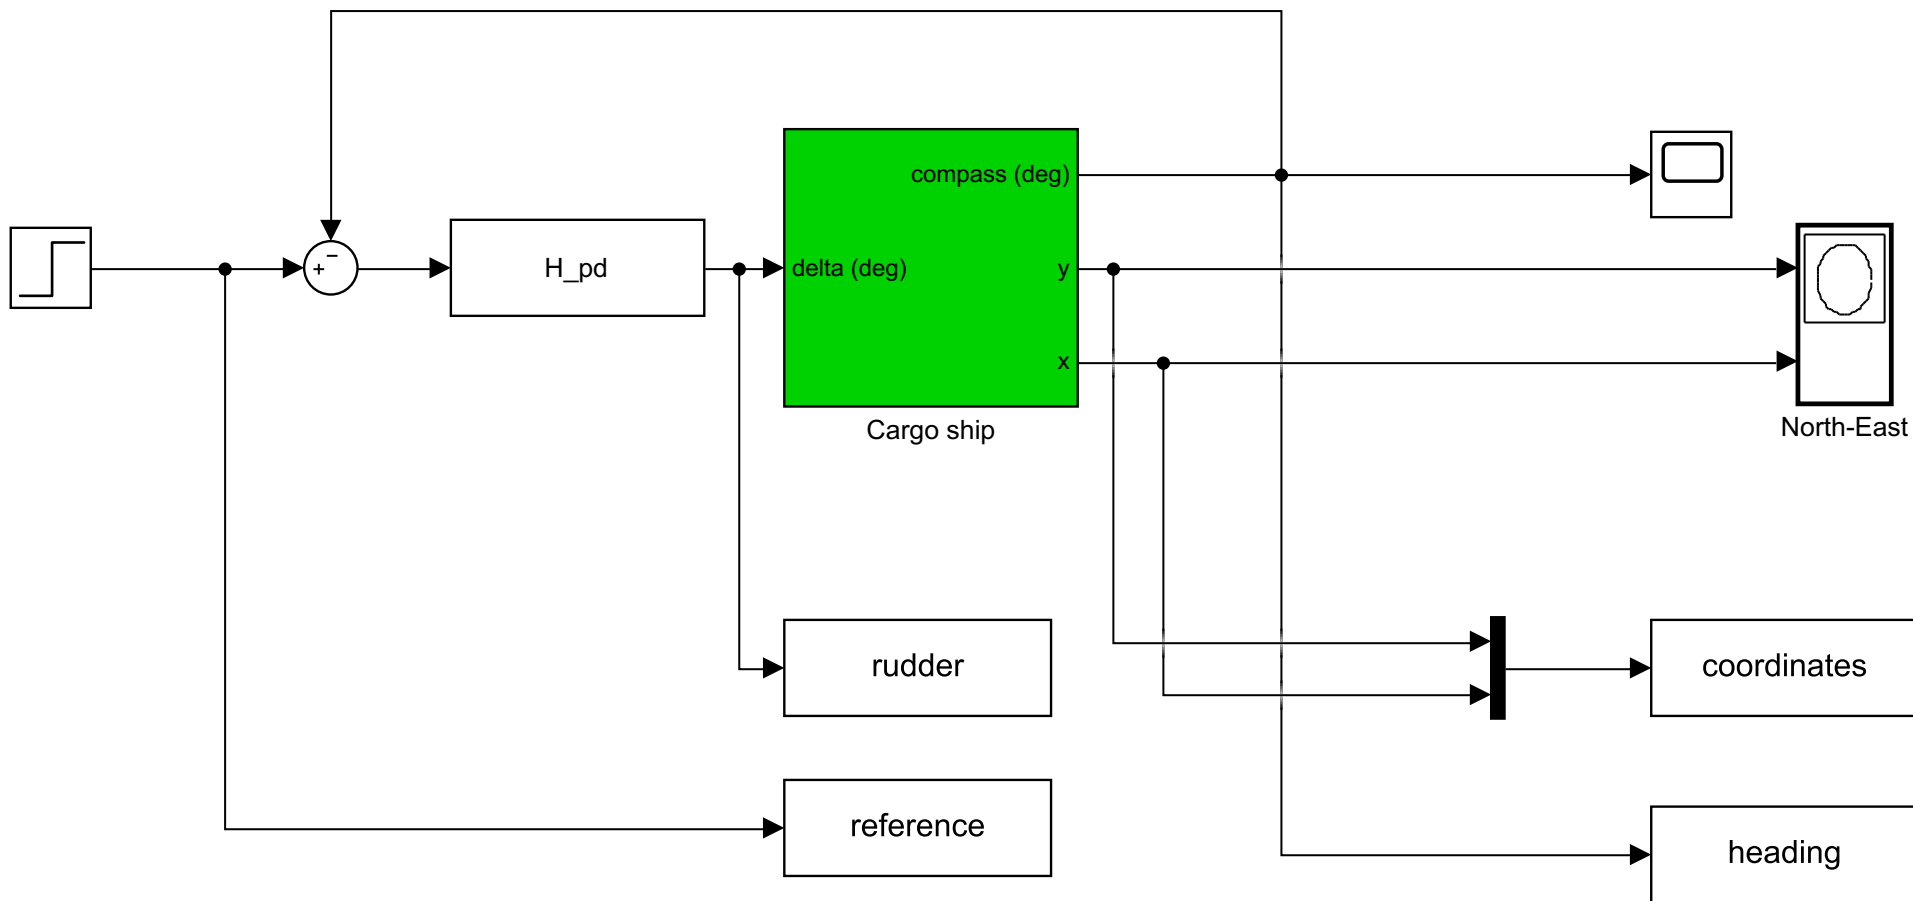 compass (deg)
− 
+
H_pd
delta (deg)
y
x
Cargo ship
North-East
rudder
coordinates
reference
heading